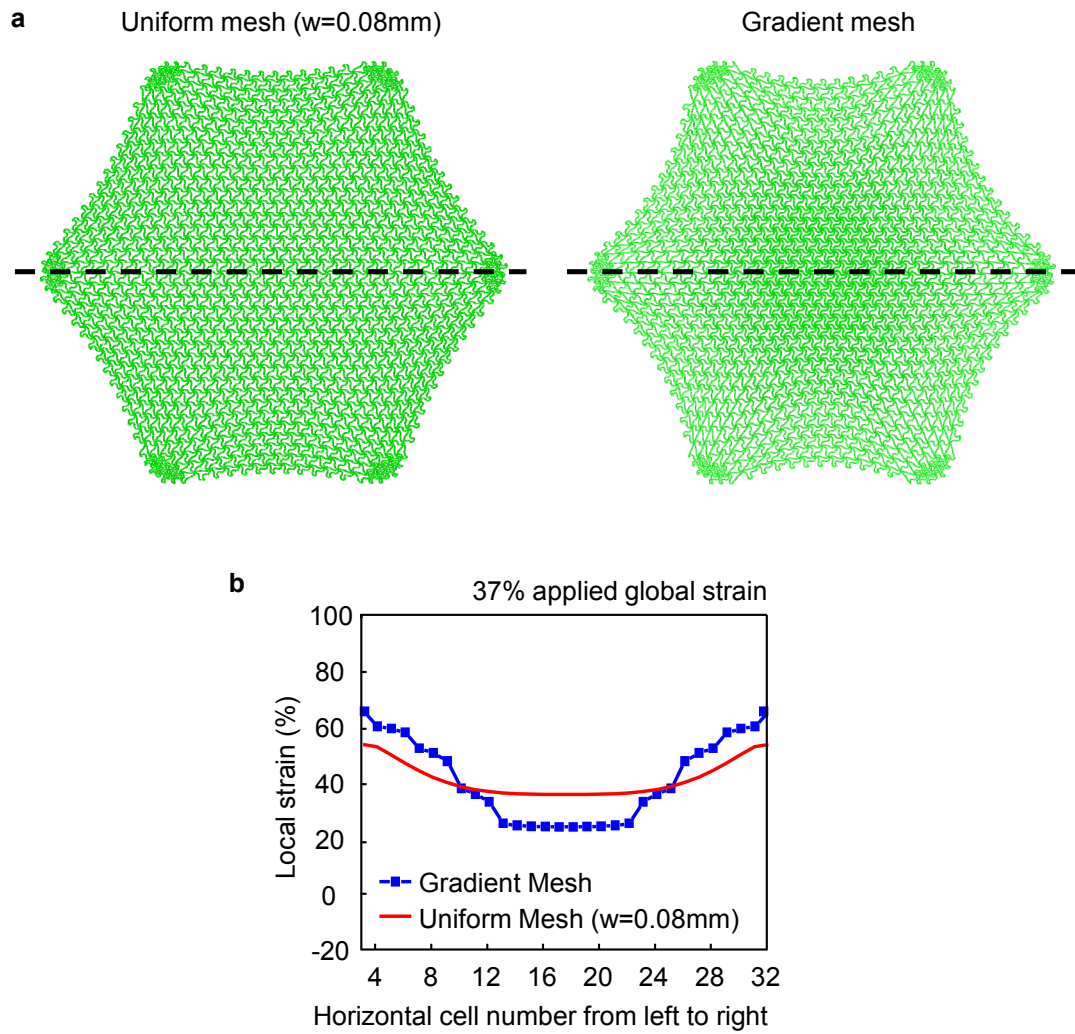 a
Uniform mesh (w=0.08mm)
Gradient mesh
b
37% applied global strain
100
80
60
40
20
0
-20
Local strain (%)
Gradient Mesh
Uniform Mesh (w=0.08mm)
4 8 12 16 20 24 28 32
Horizontal cell number from left to right